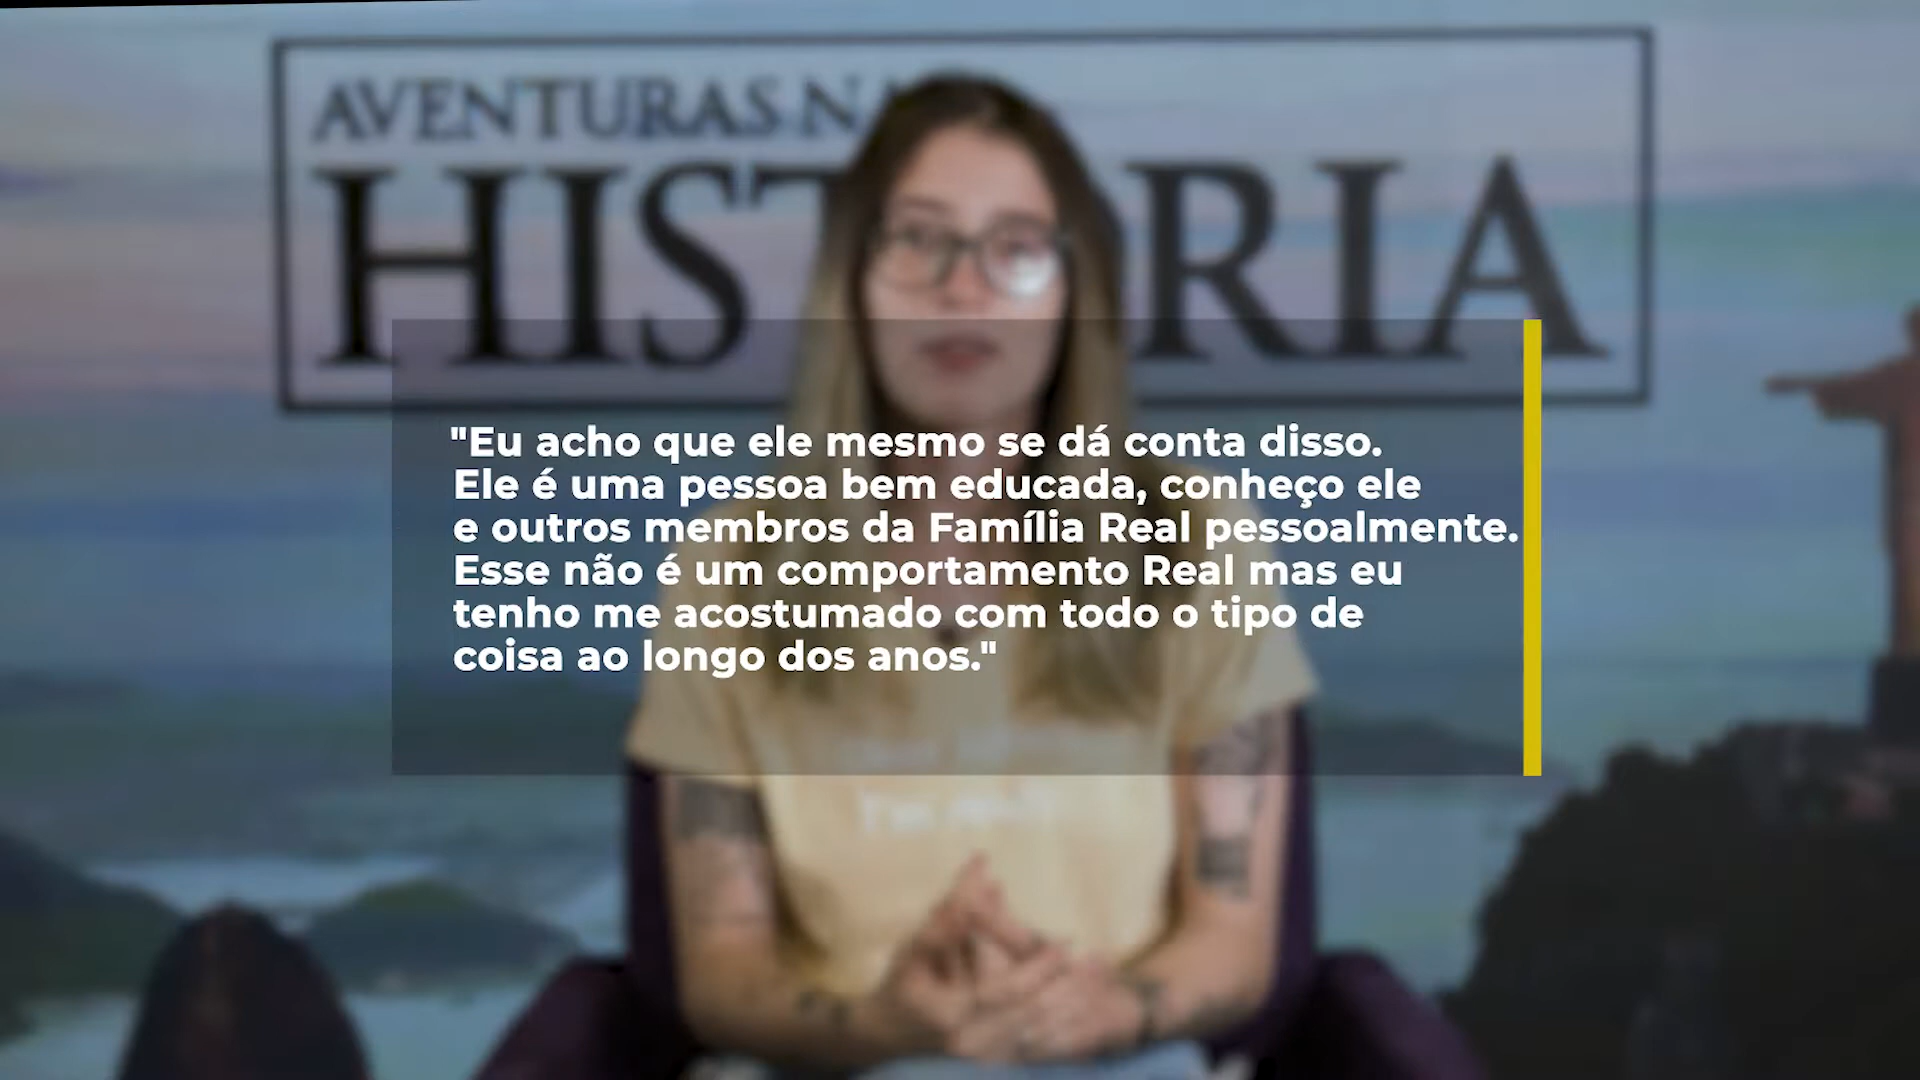 AVENTURAS NA
HISTORIA
"Eu acho que ele mesmo se dá conta disso.
Ele é uma pessoa bem educada, conheço ele
e outros membros da Família Real pessoalmente.
Esse não é um comportamento Real mas eu
tenho me acostumado com todo o tipo de
coisa ao longo dos anos."